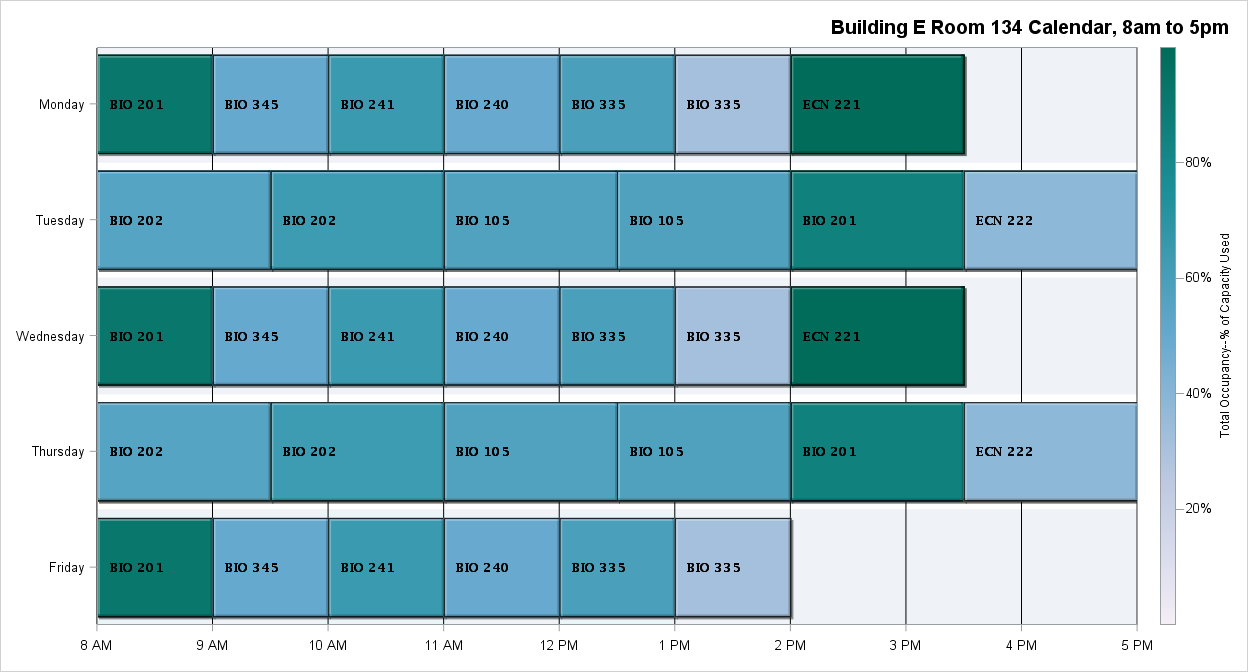 Building E Room 134 Calendar, 8am to 5pm
Monday BIO 201 BIO 345 BIO 241 BIO 240 BIO 335 BIO 335 ECN 221
Tuesday BIO 202 BIO 202 BIO 105 BIO 105 BIO 201 ECN 222
Wednesday BIO 201 BIO 345 BIO 241 BIO 240 BIO 335 BIO 335 ECN 221
Thursday BIO 202 BIO 202 BIO 105 BIO 105 BIO 201 ECN 222
Friday BIO 201 BIO 345 BIO 241 BIO 240 BIO 335 BIO 335
8 AM 9 AM 10 AM 11 AM 12 PM 1 PM 2 PM 3 PM 4 PM 5 PM
80%
60%
40%
20%
Total Occupancy--% of Capacity Used